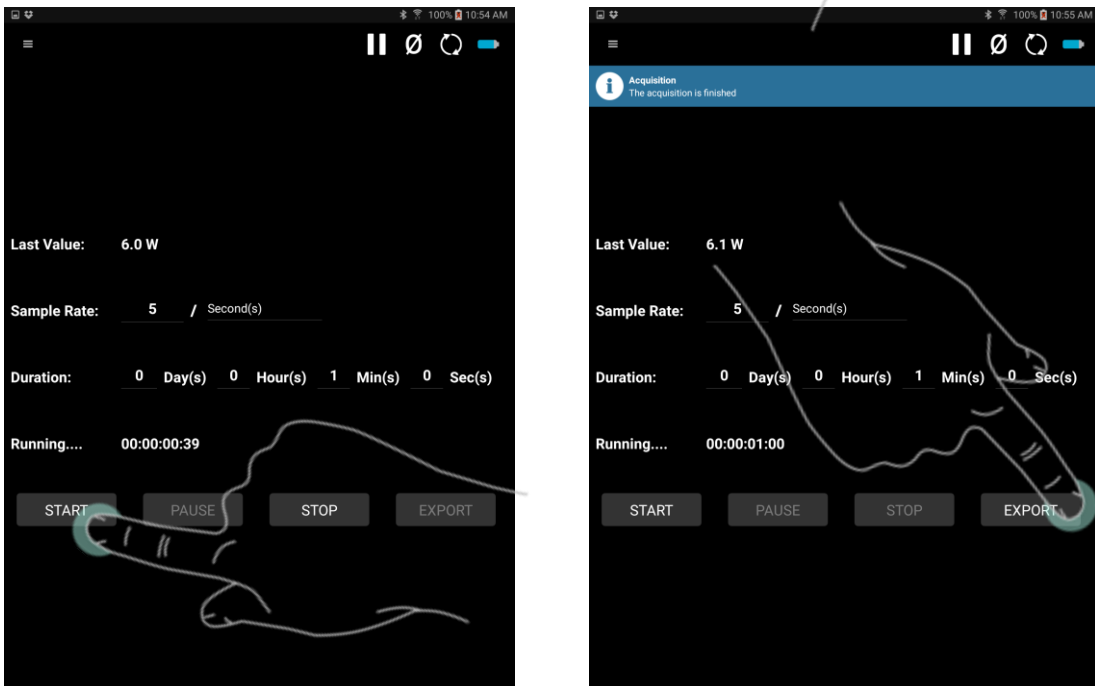 100% 10:54 AM
Last Value: 6.0 W
Sample Rate: 5 / Second(s)
Duration: 0 Day(s) 0 Hour(s) 1 Min(s) 0 Sec(s)
Running.... 00:00:00:39
START PAUSE STOP EXPORT
100% 10:55 AM
Acquisition
The acquisition is finished
Last Value: 6.1 W
Sample Rate: 5 / Second(s)
Duration: 0 Day(s) 0 Hour(s) 1 Min(s) 0 Sec(s)
Running.... 00:00:01:00
START PAUSE STOP EXPORT